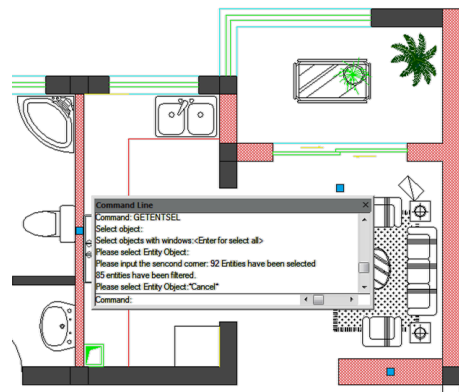 Command Line
Command: GETENTSEL
Select object:
Select objects with windows:<Enter for select all>
Please select Entity Object:
Please input the sencond corner: 92 Entities have been selected
85 entities have been filtered.
Please select Entity Object:*Cancel*
Command: